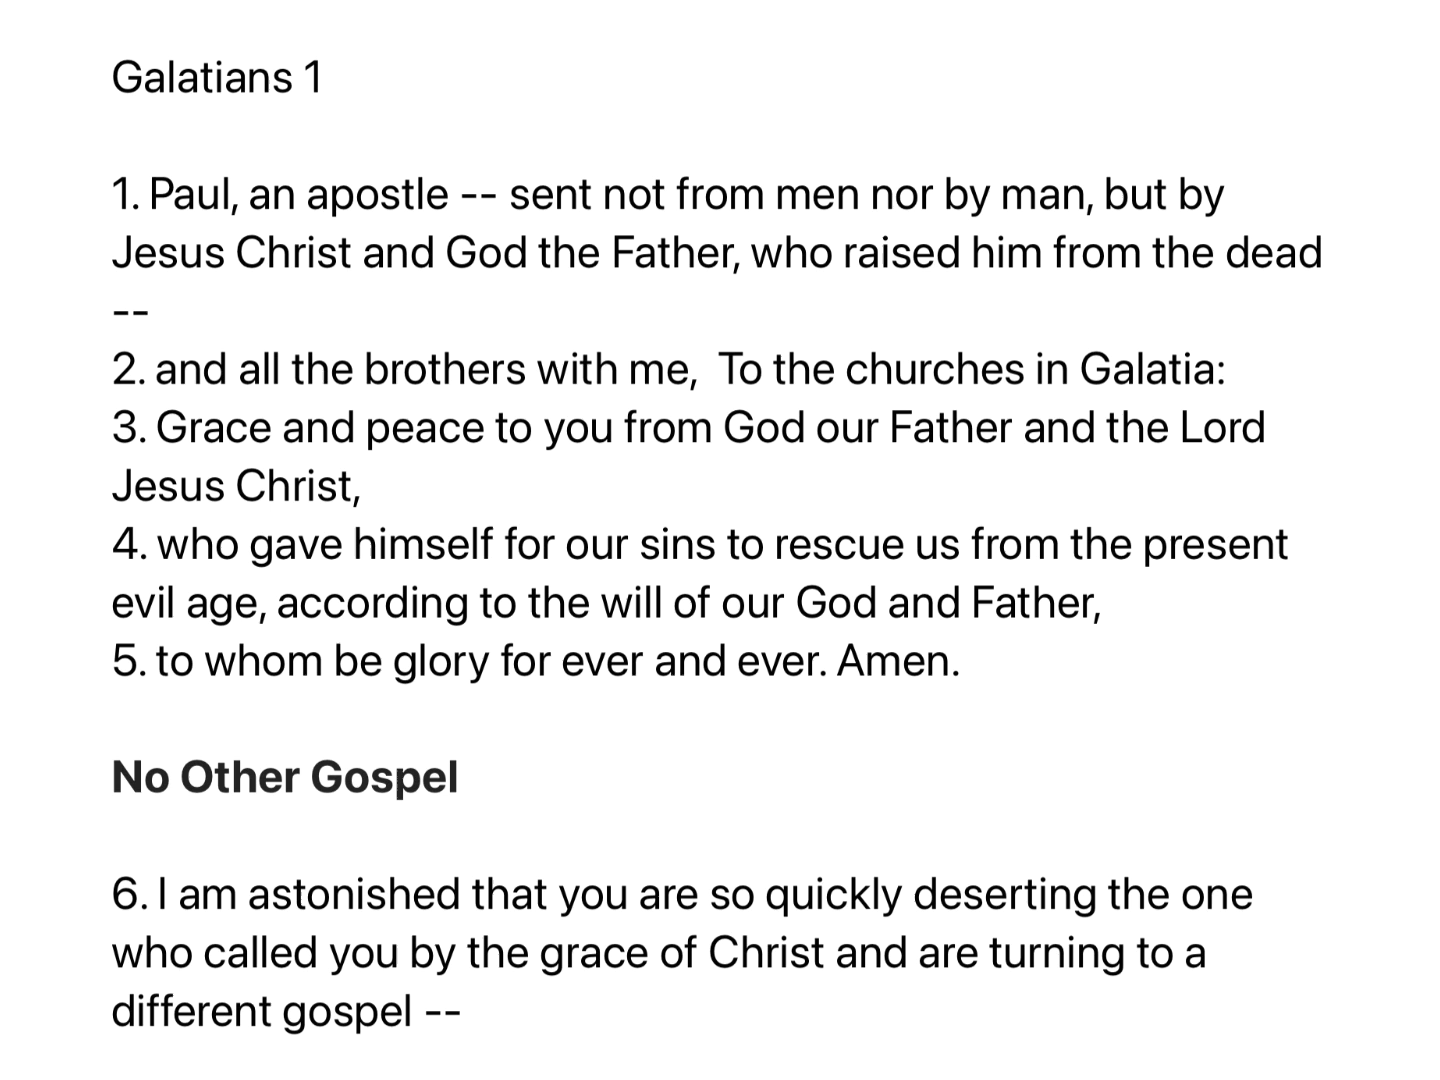 Galatians 1
1. Paul, an apostle -- sent not from men nor by man, but by
Jesus Christ and God the Father, who raised him from the dead
--
2. and all the brothers with me,  To the churches in Galatia:
3. Grace and peace to you from God our Father and the Lord
Jesus Christ,
4. who gave himself for our sins to rescue us from the present
evil age, according to the will of our God and Father,
5. to whom be glory for ever and ever. Amen.
No Other Gospel
6. I am astonished that you are so quickly deserting the one
who called you by the grace of Christ and are turning to a
different gospel --